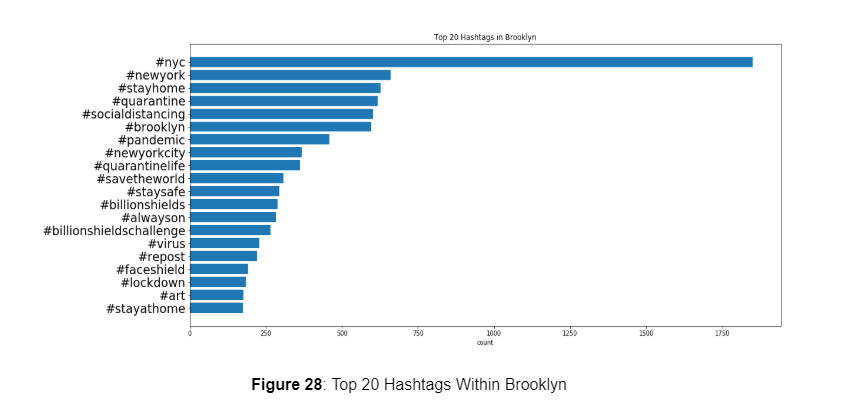 Top 20 Hashtags in Brooklyn
#nyc
#newyork
#stayhome
#quarantine
#socialdistancing
#brooklyn
#pandemic
#newyorkcity
#quarantinelife
#savetheworld
#staysafe
#billionshields
#alwayson
#billionshieldschallenge
#virus
#repost
#faceshield
#lockdown
#art
#stayathome
0 250 500 750 1000 1250 1500 1750
count
Figure 28: Top 20 Hashtags Within Brooklyn